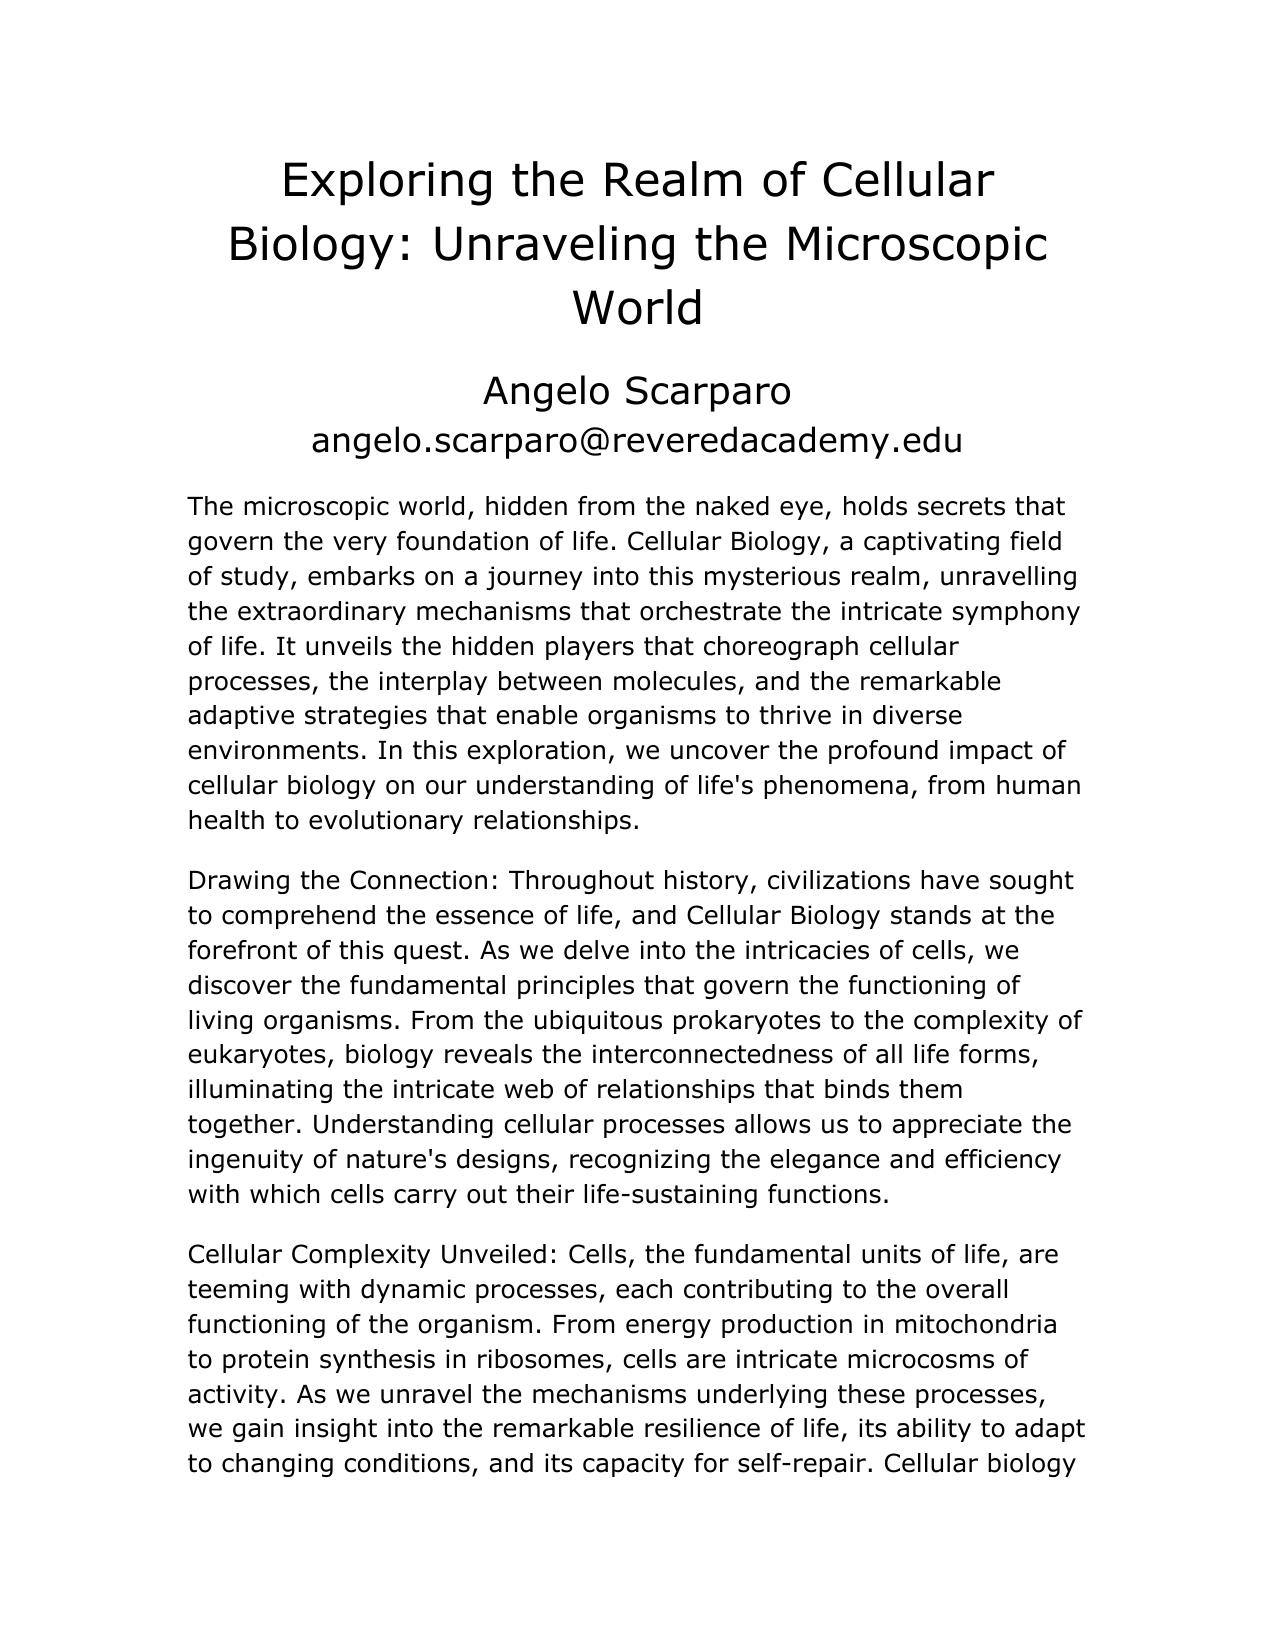 Exploring the Realm of Cellular
Biology: Unraveling the Microscopic
World
Angelo Scarparo
angelo.scarparo@reveredacademy.edu
The microscopic world, hidden from the naked eye, holds secrets that
govern the very foundation of life. Cellular Biology, a captivating field
of study, embarks on a journey into this mysterious realm, unravelling
the extraordinary mechanisms that orchestrate the intricate symphony
of life. It unveils the hidden players that choreograph cellular
processes, the interplay between molecules, and the remarkable
adaptive strategies that enable organisms to thrive in diverse
environments. In this exploration, we uncover the profound impact of
cellular biology on our understanding of life's phenomena, from human
health to evolutionary relationships.
Drawing the Connection: Throughout history, civilizations have sought
to comprehend the essence of life, and Cellular Biology stands at the
forefront of this quest. As we delve into the intricacies of cells, we
discover the fundamental principles that govern the functioning of
living organisms. From the ubiquitous prokaryotes to the complexity of
eukaryotes, biology reveals the interconnectedness of all life forms,
illuminating the intricate web of relationships that binds them
together. Understanding cellular processes allows us to appreciate the
ingenuity of nature's designs, recognizing the elegance and efficiency
with which cells carry out their life-sustaining functions.
Cellular Complexity Unveiled: Cells, the fundamental units of life, are
teeming with dynamic processes, each contributing to the overall
functioning of the organism. From energy production in mitochondria
to protein synthesis in ribosomes, cells are intricate microcosms of
activity. As we unravel the mechanisms underlying these processes,
we gain insight into the remarkable resilience of life, its ability to adapt
to changing conditions, and its capacity for self-repair. Cellular biology